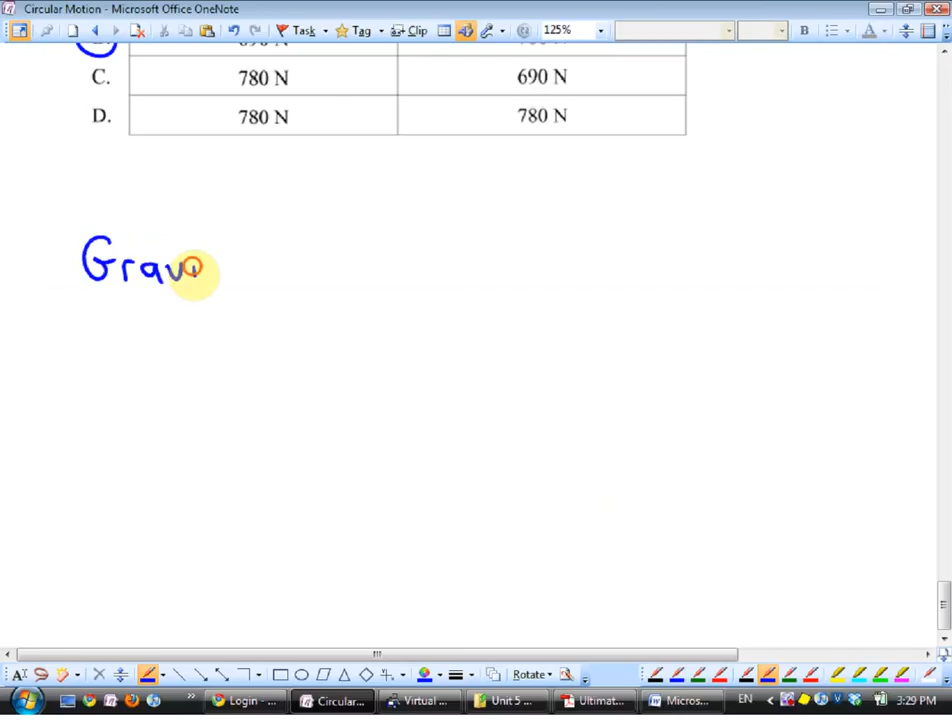 Circular Motion - Microsoft Office OneNote
Task Tag Clip 125% B A
690 N
C. 780 N 690 N
D. 780 N 780 N
Grav
Rotate
Login - ... Circular... Virtual ... Unit 5 ... Ultimat... Micros... EN 3:29 PM